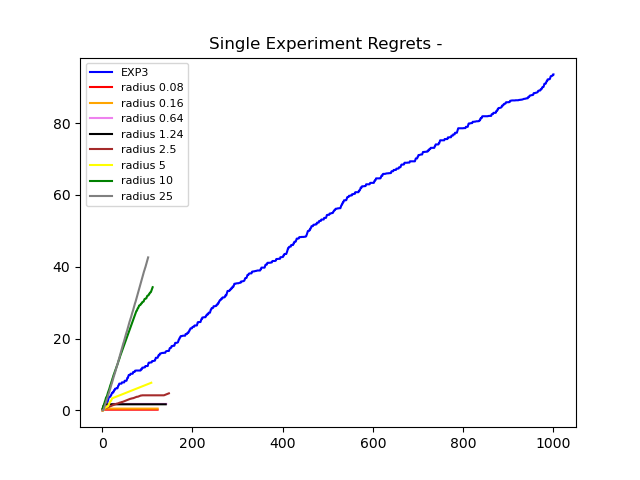 Single Experiment Regrets -
EXP3
radius 0.08
radius 0.16
radius 0.64
radius 1.24
radius 2.5
radius 5
radius 10
radius 25
80
60
40
20
0
0 200 400 600 800 1000